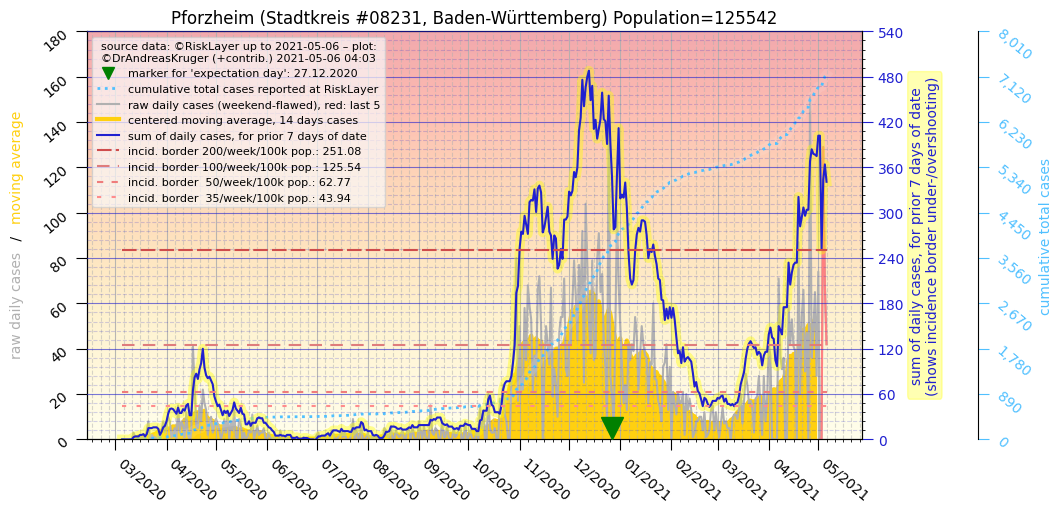 Pforzheim (Stadtkreis #08231, Baden-Württemberg) Population=125542
source data: ©RiskLayer up to 2021-05-06 – plot:
©DrAndreasKruger (+contrib.) 2021-05-06 04:03
marker for 'expectation day': 27.12.2020
cumulative total cases reported at RiskLayer
raw daily cases (weekend-flawed), red: last 5
centered moving average, 14 days cases
sum of daily cases, for prior 7 days of date
incid. border 200/week/100k pop.: 251.08
incid. border 100/week/100k pop.: 125.54
incid. border  50/week/100k pop.: 62.77
incid. border  35/week/100k pop.: 43.94
raw daily cases / moving average
180
160
140
120
100
80
60
40
20
0
03/2020
04/2020
05/2020
06/2020
07/2020
08/2020
09/2020
10/2020
11/2020
12/2020
01/2021
02/2021
03/2021
04/2021
05/2021
540
480
420
360
300
240
180
120
60
0
sum of daily cases, for prior 7 days of date
(shows incidence border under-/overshooting)
8,010
7,120
6,230
5,340
4,450
3,560
2,670
1,780
890
0
cumulative total cases